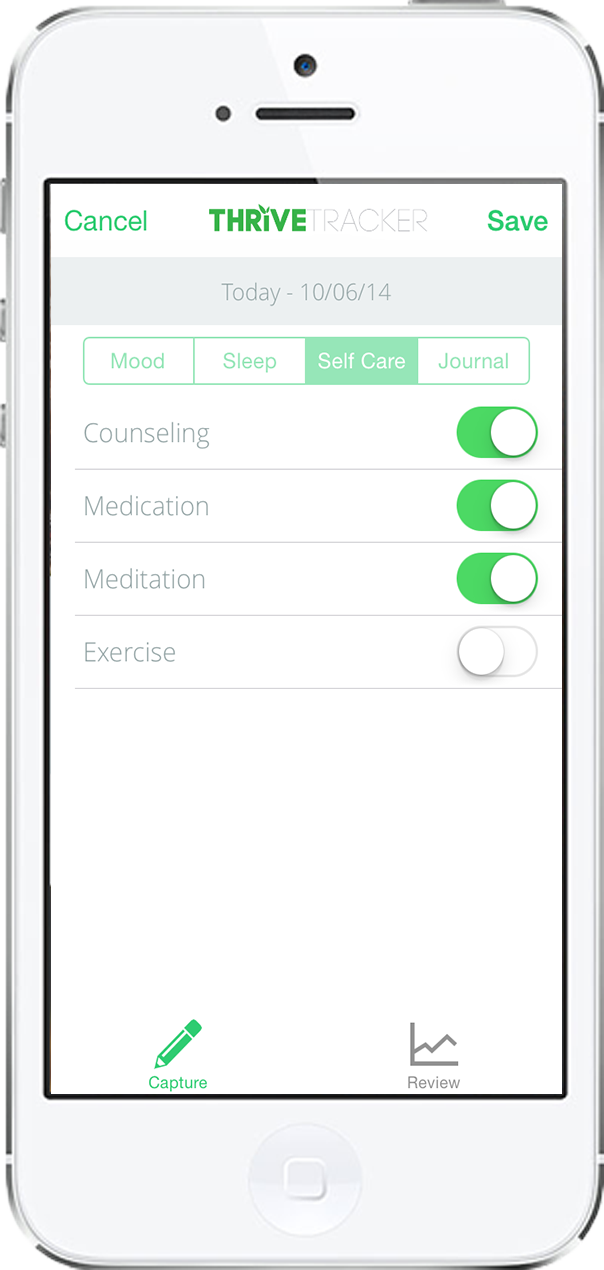 Cancel THRIVETRACKER Save
Today - 10/06/14
Mood Sleep Self Care Journal
Counseling
Medication
Meditation
Exercise
Capture Review